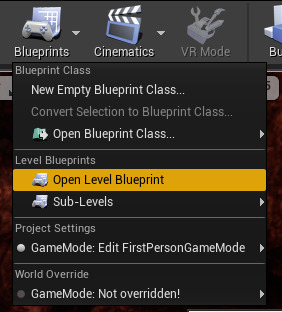 Blueprints
Cinematics
VR Mode
Bu
Blueprint Class
New Empty Blueprint Class...
Convert Selection to Blueprint Class...
Open Blueprint Class...
Level Blueprints
Open Level Blueprint
Sub-Levels
Project Settings
GameMode: Edit FirstPersonGameMode
World Override
GameMode: Not overridden!